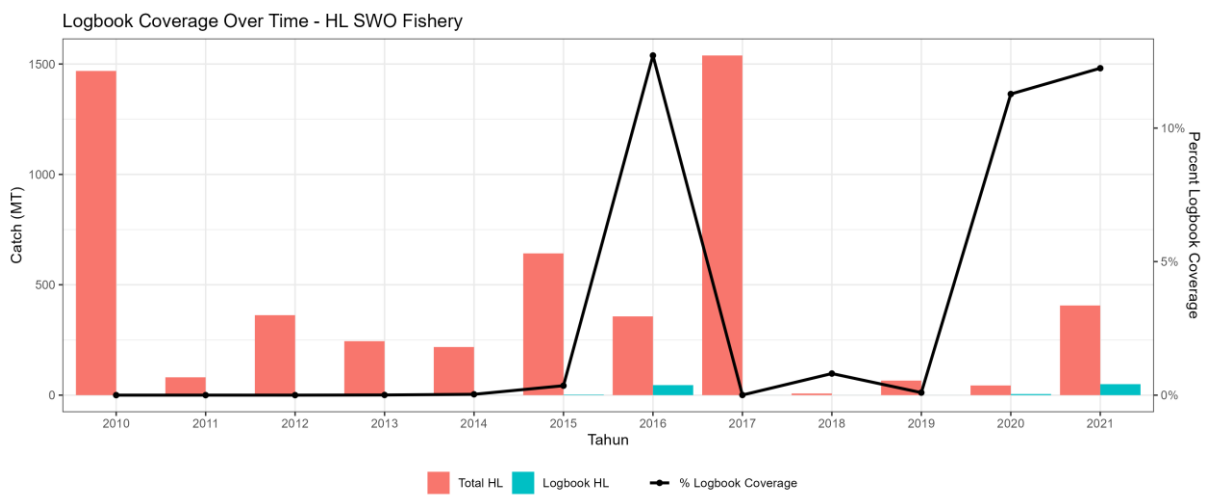 Logbook Coverage Over Time - HL SWO Fishery
Catch (MT)
1500
1000
500
0
Percent Logbook Coverage
10%
5%
0%
2010 2011 2012 2013 2014 2015 2016 2017 2018 2019 2020 2021
Tahun
Total HL Logbook HL % Logbook Coverage